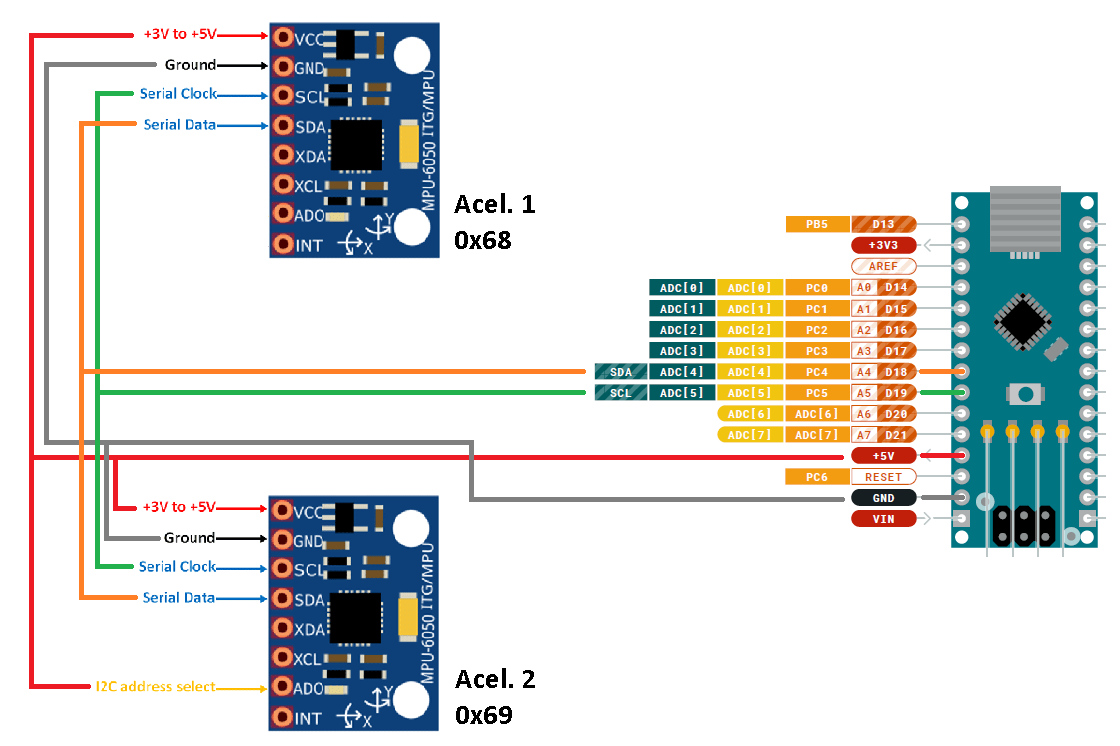 +3V to +5V
Ground
Serial Clock
Serial Data
VCC
GND
SCL
SDA
XDA
XCL
ADO
INT
Y
X
MPU-6050 ITG/MPU
Acel. 1
0x68
PB5 D13
+3V3
AREF
ADC[0] ADC[0] PC0 A0 D14
ADC[1] ADC[1] PC1 A1 D15
ADC[2] ADC[2] PC2 A2 D16
ADC[3] ADC[3] PC3 A3 D17
SDA ADC[4] ADC[4] PC4 A4 D18
SCL ADC[5] ADC[5] PC5 A5 D19
ADC[6] ADC[6] A6 D20
ADC[7] ADC[7] A7 D21
+5V
PC6 RESET
GND
VIN
+3V to +5V
Ground
Serial Clock
Serial Data
I2C address select
VCC
GND
SCL
SDA
XDA
XCL
ADO
INT
Y
X
MPU-6050 ITG/MPU
Acel. 2
0x69